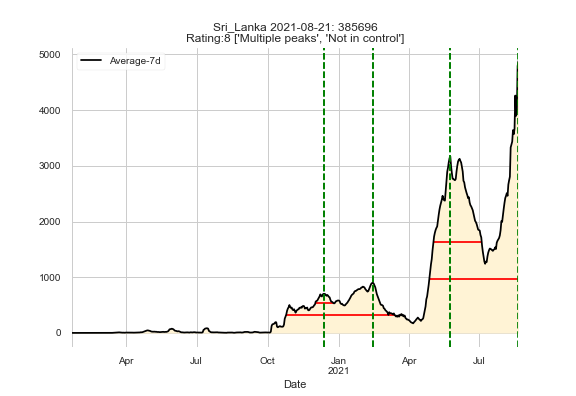 Sri_Lanka 2021-08-21: 385696
Rating:8 ['Multiple peaks', 'Not in control']
Average-7d
5000
4000
3000
2000
1000
0
Apr
Jul
Oct
Jan
2021
Apr
Jul
Date